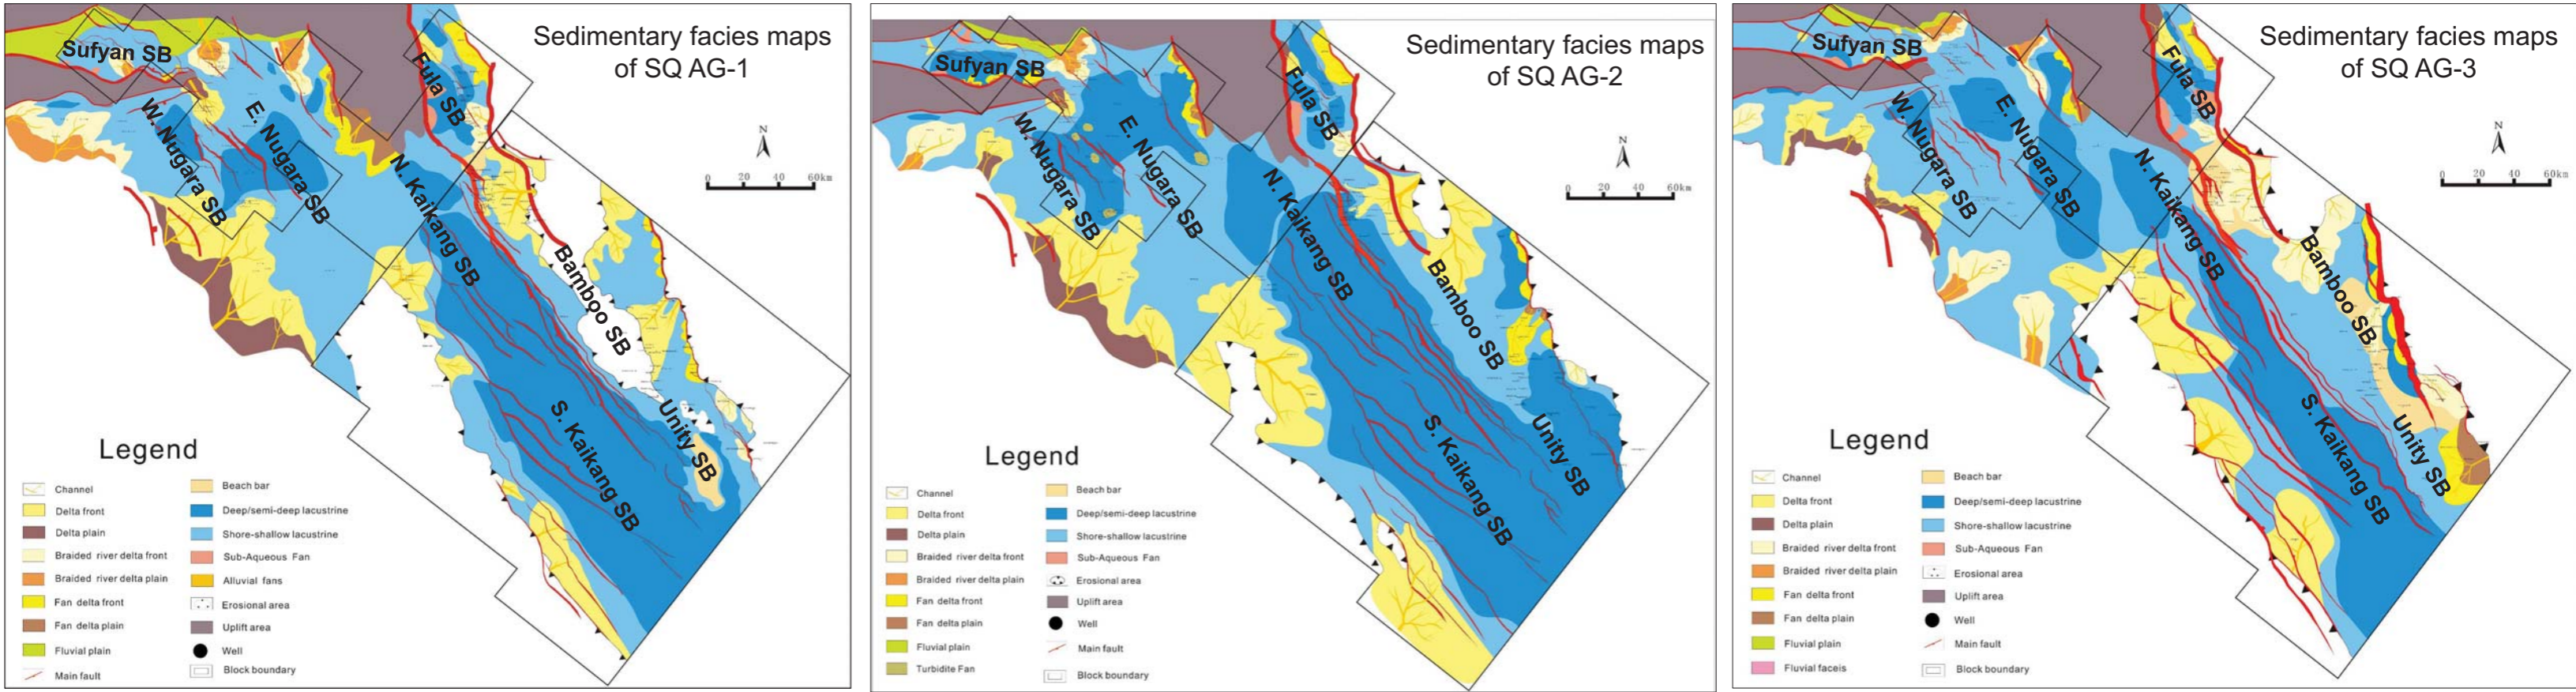 Sedimentary facies maps
of SQ AG-1
Sufyan SB
Fula SB
W. Nugara SB
E. Nugara SB
N. Kaikang SB
Bamboo SB
S. Kaikang SB
Unity SB
N
0 20 40 60km
Legend
Channel
Delta front
Delta plain
Braided river delta front
Braided river delta plain
Fan delta front
Fan delta plain
Fluvial plain
Main fault
Beach bar
Deep/semi-deep lacustrine
Shore-shallow lacustrine
Sub-Aqueous Fan
Alluvial fans
Erosional area
Uplift area
Well
Block boundary
Sedimentary facies maps
of SQ AG-2
Sufyan SB
Fula SB
W. Nugara SB
E. Nugara SB
N. Kaikang SB
Bamboo SB
S. Kaikang SB
Unity SB
N
0 20 40 60km
Legend
Channel
Delta front
Delta plain
Braided river delta front
Braided river delta plain
Fan delta front
Fan delta plain
Fluvial plain
Turbidite Fan
Beach bar
Deep/semi-deep lacustrine
Shore-shallow lacustrine
Sub-Aqueous Fan
Erosional area
Uplift area
Well
Main fault
Block boundary
Sedimentary facies maps
of SQ AG-3
Sufyan SB
Fula SB
W. Nugara SB
E. Nugara SB
N. Kaikang SB
Bamboo SB
S. Kaikang SB
Unity SB
N
0 20 40 60km
Legend
Channel
Delta front
Delta plain
Braided river delta front
Braided river delta plain
Fan delta front
Fan delta plain
Fluvial plain
Fluvial faceis
Beach bar
Deep/semi-deep lacustrine
Shore-shallow lacustrine
Sub-Aqueous Fan
Erosional area
Uplift area
Well
Main fault
Block boundary